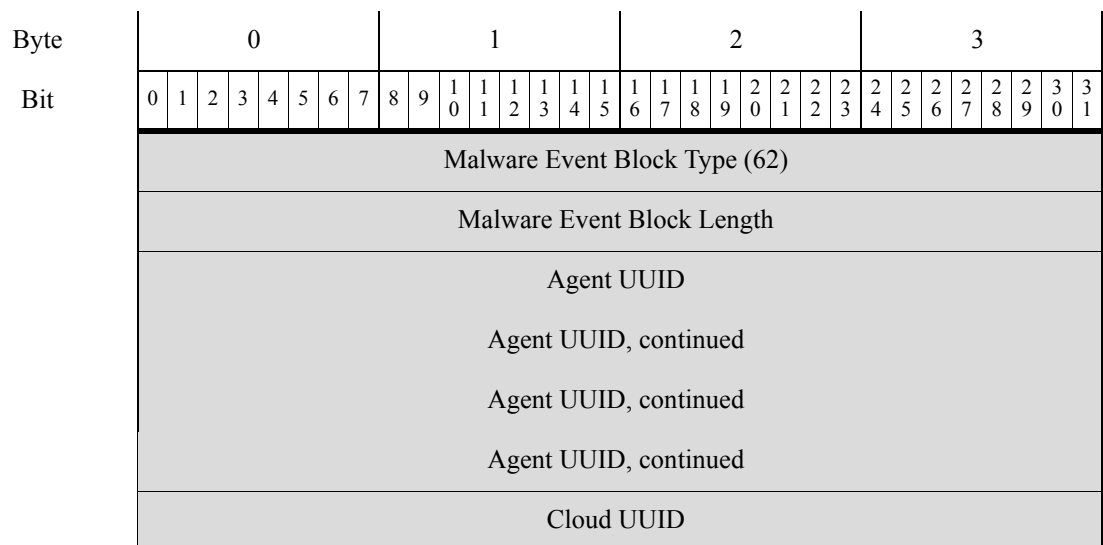 Byte 0 1 2 3
Bit 0 1 2 3 4 5 6 7 8 9 10 11 12 13 14 15 16 17 18 19 20 21 22 23 24 25 26 27 28 29 30 31
Malware Event Block Type (62)
Malware Event Block Length
Agent UUID
Agent UUID, continued
Agent UUID, continued
Agent UUID, continued
Cloud UUID